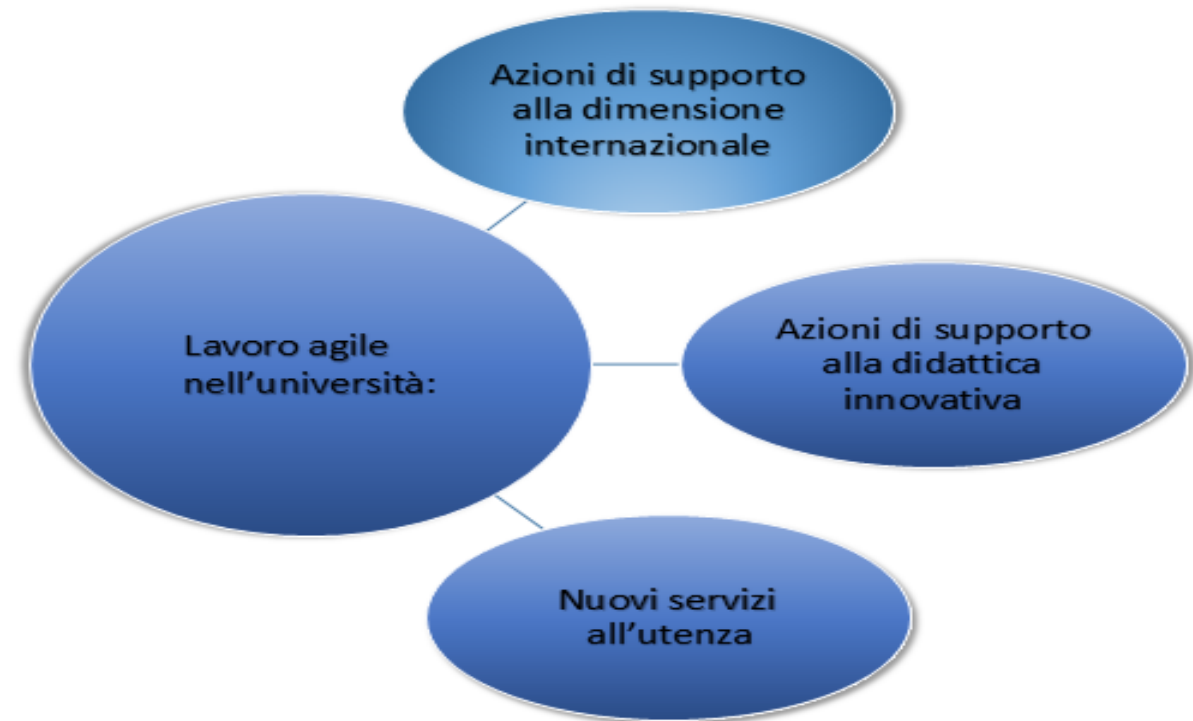 Azioni di supporto
alla dimensione
internazionale
Lavoro agile
nell’università:
Azioni di supporto
alla didattica
innovativa
Nuovi servizi
all’utenza